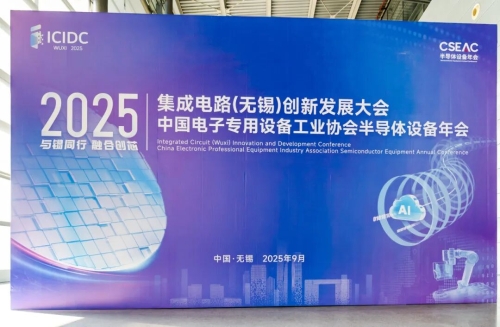 ICIDC
WUXI 2025
CSEAC
半导体设备年会
2025
与锡同行 融合创芯
集成电路(无锡)创新发展大会
中国电子专用设备工业协会半导体设备年会
Integrated Circuit (Wuxi) Innovation and Development Conference
China Electronic Professional Equipment Industry Association Semiconductor Equipment Annual Conference
AI
中国·无锡 2025年9月